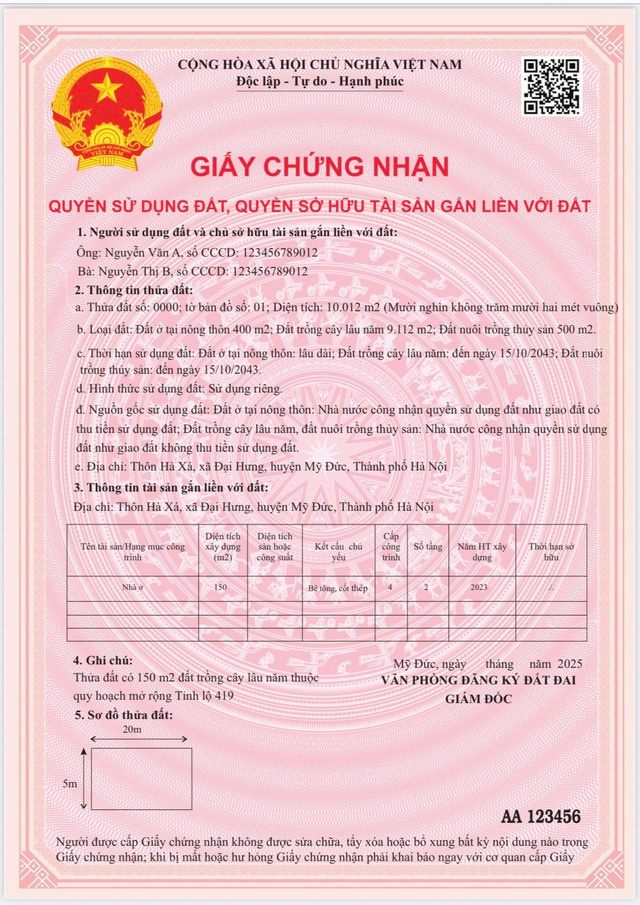 CỘNG HÒA XÃ HỘI CHỦ NGHĨA VIỆT NAM
Độc lập - Tự do - Hạnh phúc
VIỆT NAM
GIẤY CHỨNG NHẬN
QUYỀN SỬ DỤNG ĐẤT, QUYỀN SỞ HỮU TÀI SẢN GẮN LIỀN VỚI ĐẤT
1. Người sử dụng đất và chủ sở hữu tài sản gắn liền với đất:
Ông: Nguyễn Văn A, số CCCD: 123456789012
Bà: Nguyễn Thị B, số CCCD: 123456789012
2. Thông tin thửa đất:
a. Thửa đất số: 0000; tờ bản đồ số: 01; Diện tích: 10.012 m2 (Mười nghìn không trăm mười hai mét vuông)
b. Loại đất: Đất ở tại nông thôn 400 m2; Đất trồng cây lâu năm 9.112 m2; Đất nuôi trồng thủy sản 500 m2.
c. Thời hạn sử dụng đất: Đất ở tại nông thôn: lâu dài; Đất trồng cây lâu năm: đến ngày 15/10/2043; Đất nuôi
trồng thủy sản: đến ngày 15/10/2043.
d. Hình thức sử dụng đất: Sử dụng riêng.
đ. Nguồn gốc sử dụng đất: Đất ở tại nông thôn: Nhà nước công nhận quyền sử dụng đất như giao đất có
thu tiền sử dụng đất; Đất trồng cây lâu năm, đất nuôi trồng thủy sản: Nhà nước công nhận quyền sử dụng
đất như giao đất không thu tiền sử dụng đất.
e. Địa chỉ: Thôn Hà Xá, xã Đại Hưng, huyện Mỹ Đức, Thành phố Hà Nội
3. Thông tin tài sản gắn liền với đất:
Địa chỉ: Thôn Hà Xá, xã Đại Hưng, huyện Mỹ Đức, Thành phố Hà Nội
Tên tài sản/Hạng mục công trình Diện tích xây dựng (m2) Diện tích sàn hoặc công suất Kết cấu chủ yếu Cấp công trình Số tầng Năm HT xây dựng Thời hạn sở hữu
Nhà ở 150 Bê tông, cốt thép 4 2 2023 .:.
4. Ghi chú:
Thửa đất có 150 m2 đất trồng cây lâu năm thuộc
quy hoạch mở rộng Tỉnh lộ 419
Mỹ Đức, ngày tháng năm 2025
VĂN PHÒNG ĐĂNG KÝ ĐẤT ĐAI
GIÁM ĐỐC
5. Sơ đồ thửa đất:
20m
5m
AA 123456
Người được cấp Giấy chứng nhận không được sửa chữa, tẩy xóa hoặc bổ xung bất kỳ nội dung nào trong
Giấy chứng nhận; khi bị mất hoặc hư hỏng Giấy chứng nhận phải khai báo ngay với cơ quan cấp Giấy